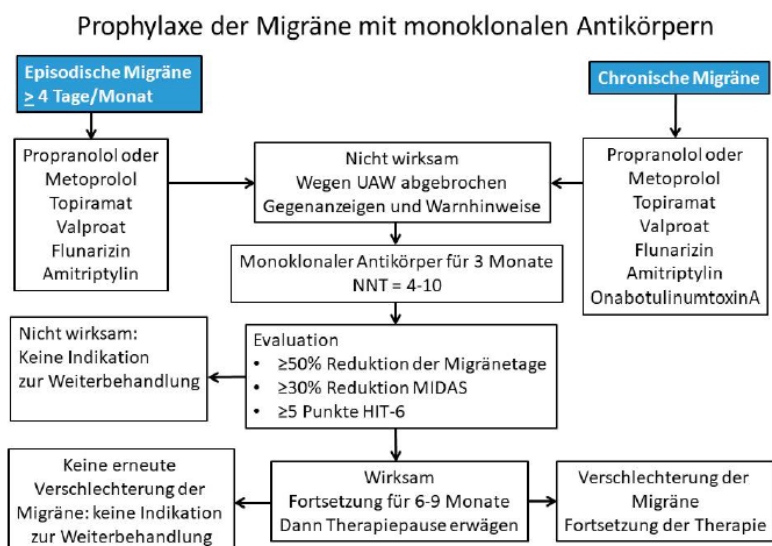 Prophylaxe der Migräne mit monoklonalen Antikörpern
Episodische Migräne
≥ 4 Tage/Monat
Chronische Migräne
Propranolol oder
Metoprolol
Topiramat
Valproat
Flunarizin
Amitriptylin
Nicht wirksam
Wegen UAW abgebrochen
Gegenanzeigen und Warnhinweise
Propranolol oder
Metoprolol
Topiramat
Valproat
Flunarizin
Amitriptylin
OnabotulinumtoxinA
Monoklonaler Antikörper für 3 Monate
NNT = 4-10
Nicht wirksam:
Keine Indikation
zur Weiterbehandlung
Evaluation
• ≥50% Reduktion der Migränetage
• ≥30% Reduktion MIDAS
• ≥5 Punkte HIT-6
Keine erneute
Verschlechterung der
Migräne: keine Indikation
zur Weiterbehandlung
Wirksam
Fortsetzung für 6-9 Monate
Dann Therapiepause erwägen
Verschlechterung der
Migräne
Fortsetzung der Therapie